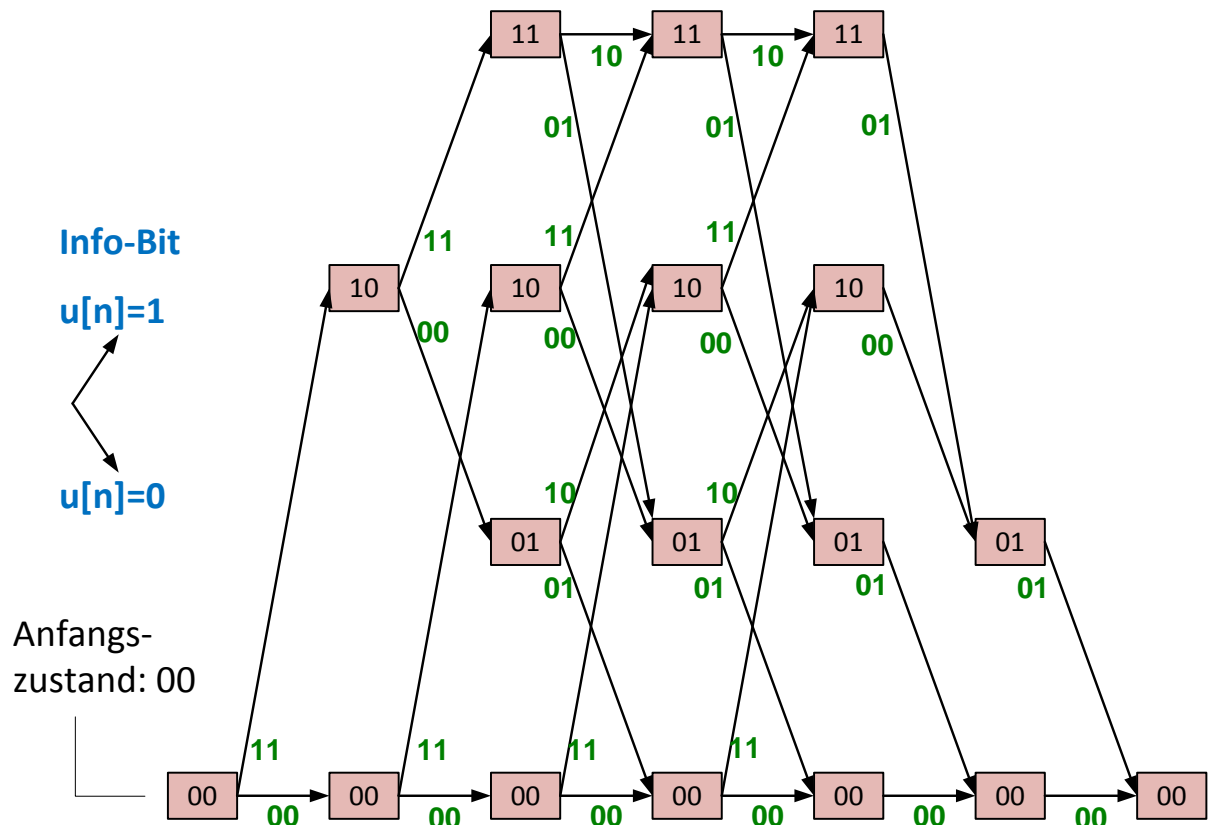 11 11 11
10 10
01 01 01
Info-Bit
11 11 11
10 10 10 10
u[n]=1
00 00 00 00
u[n]=0
10 10
01 01 01 01
01 01 01 01
Anfangs-
zustand: 00
11 11 11 11
00 00 00 00 00 00 00
00 00 00 00 00 00